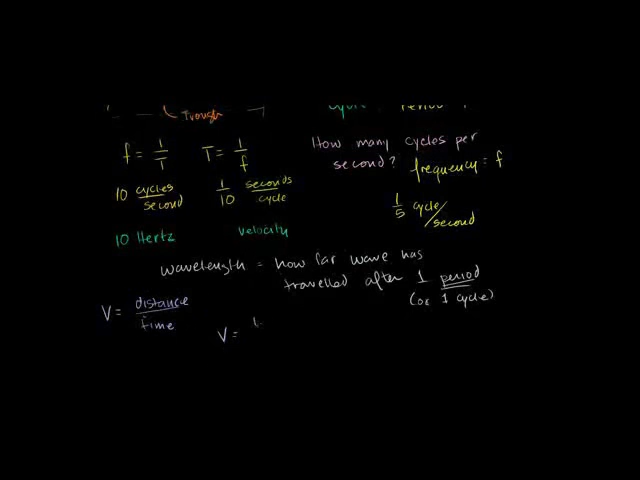 Trough
How many cycles per
second? frequency = f
f = 1/T T = 1/f
10 cycles/second 1/10 seconds/cycle
1/5 cycle/second
10 Hertz velocity
wavelength = how far wave has
travelled after 1 period
(or 1 cycle)
V = distance/time
V =